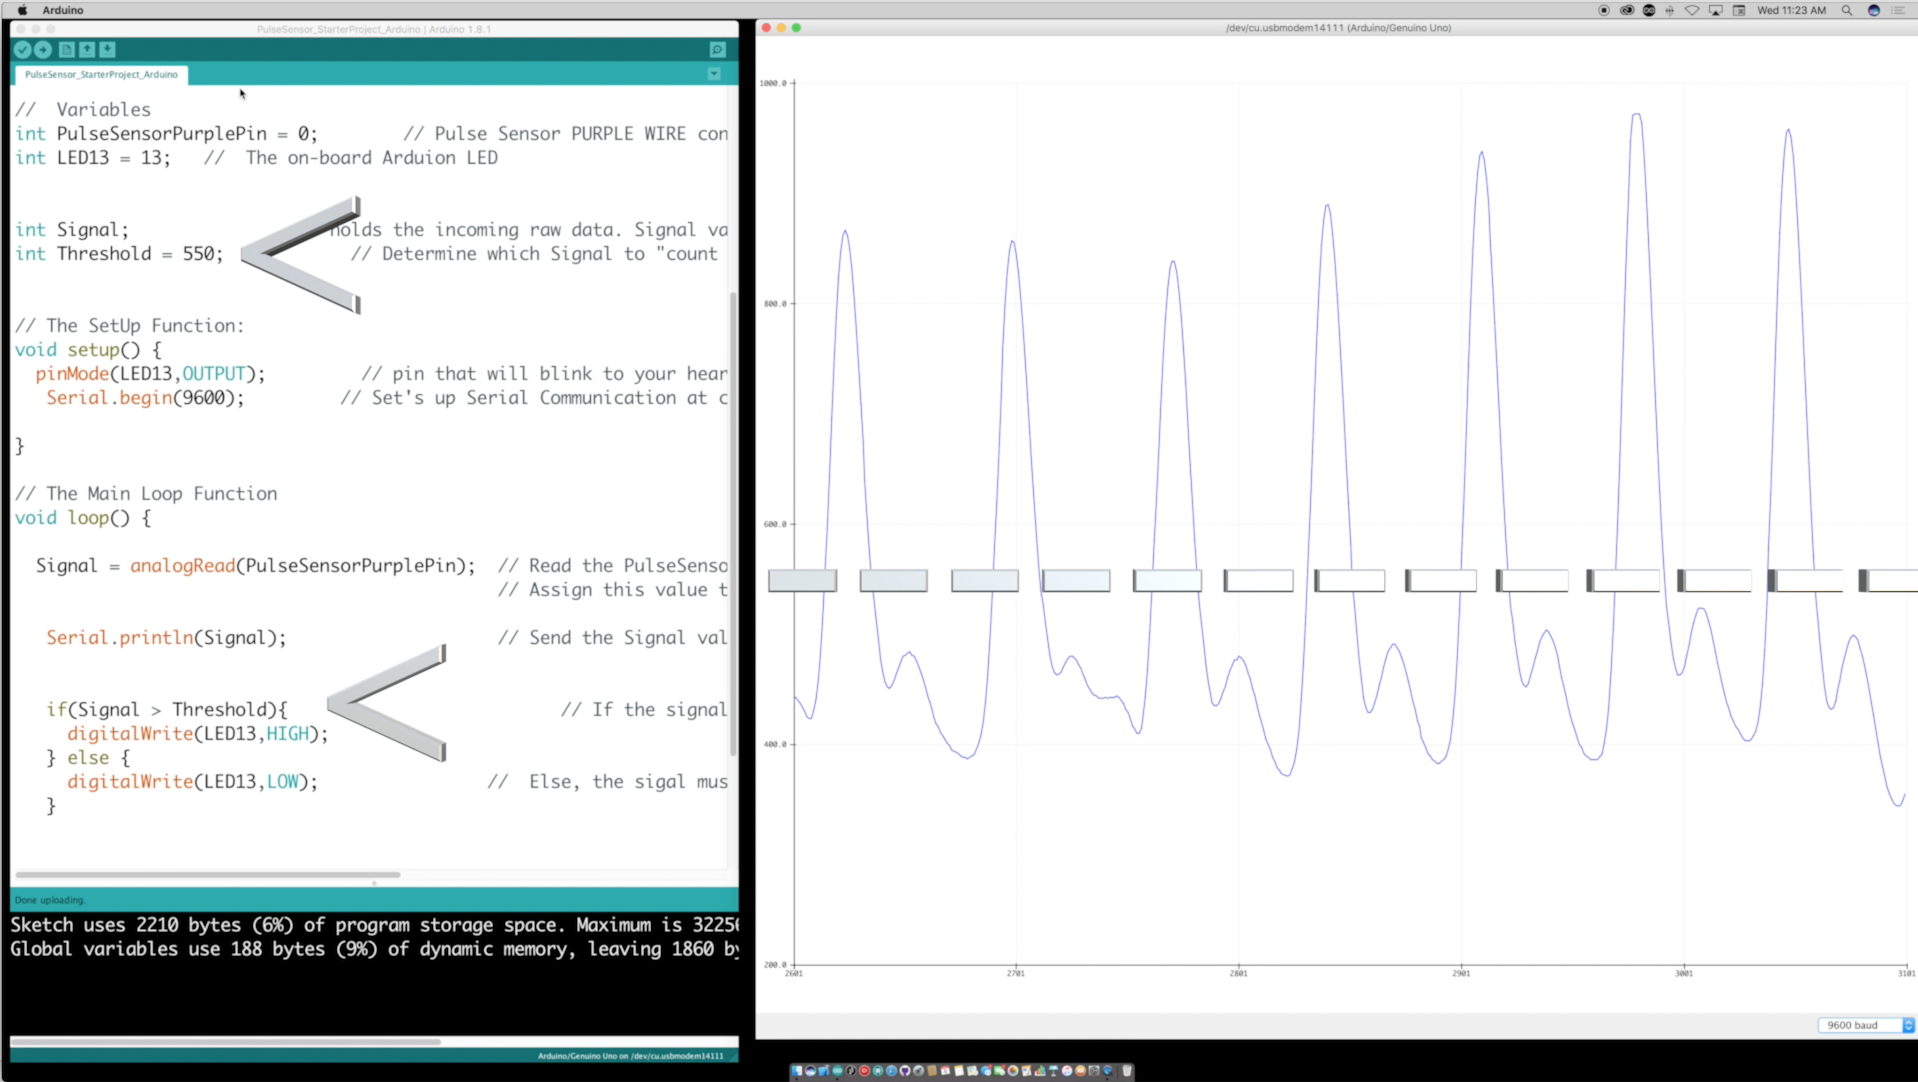 Arduino
Wed 11:23 AM
PulseSensor_StarterProject_Arduino | Arduino 1.8.1
PulseSensor_StarterProject_Arduino
// Variables
int PulseSensorPurplePin = 0; // Pulse Sensor PURPLE WIRE con
int LED13 = 13; // The on-board Arduion LED
int Signal; holds the incoming raw data. Signal va
int Threshold = 550; // Determine which Signal to "count
// The SetUp Function:
void setup() {
pinMode(LED13,OUTPUT); // pin that will blink to your hear
Serial.begin(9600); // Set's up Serial Communication at c
}
// The Main Loop Function
void loop() {
Signal = analogRead(PulseSensorPurplePin); // Read the PulseSenso
// Assign this value t
Serial.println(Signal); // Send the Signal val
if(Signal > Threshold){ // If the signal
digitalWrite(LED13,HIGH);
} else {
digitalWrite(LED13,LOW); // Else, the sigal mus
}
Done uploading.
Sketch uses 2210 bytes (6%) of program storage space. Maximum is 32256
Global variables use 188 bytes (9%) of dynamic memory, leaving 1860 by
Arduino/Genuino Uno on /dev/cu.usbmodem14111
/dev/cu.usbmodem14111 (Arduino/Genuino Uno)
1000.0
800.0
600.0
400.0
200.0
2601 2701 2801 2901 3001 3101
9600 baud